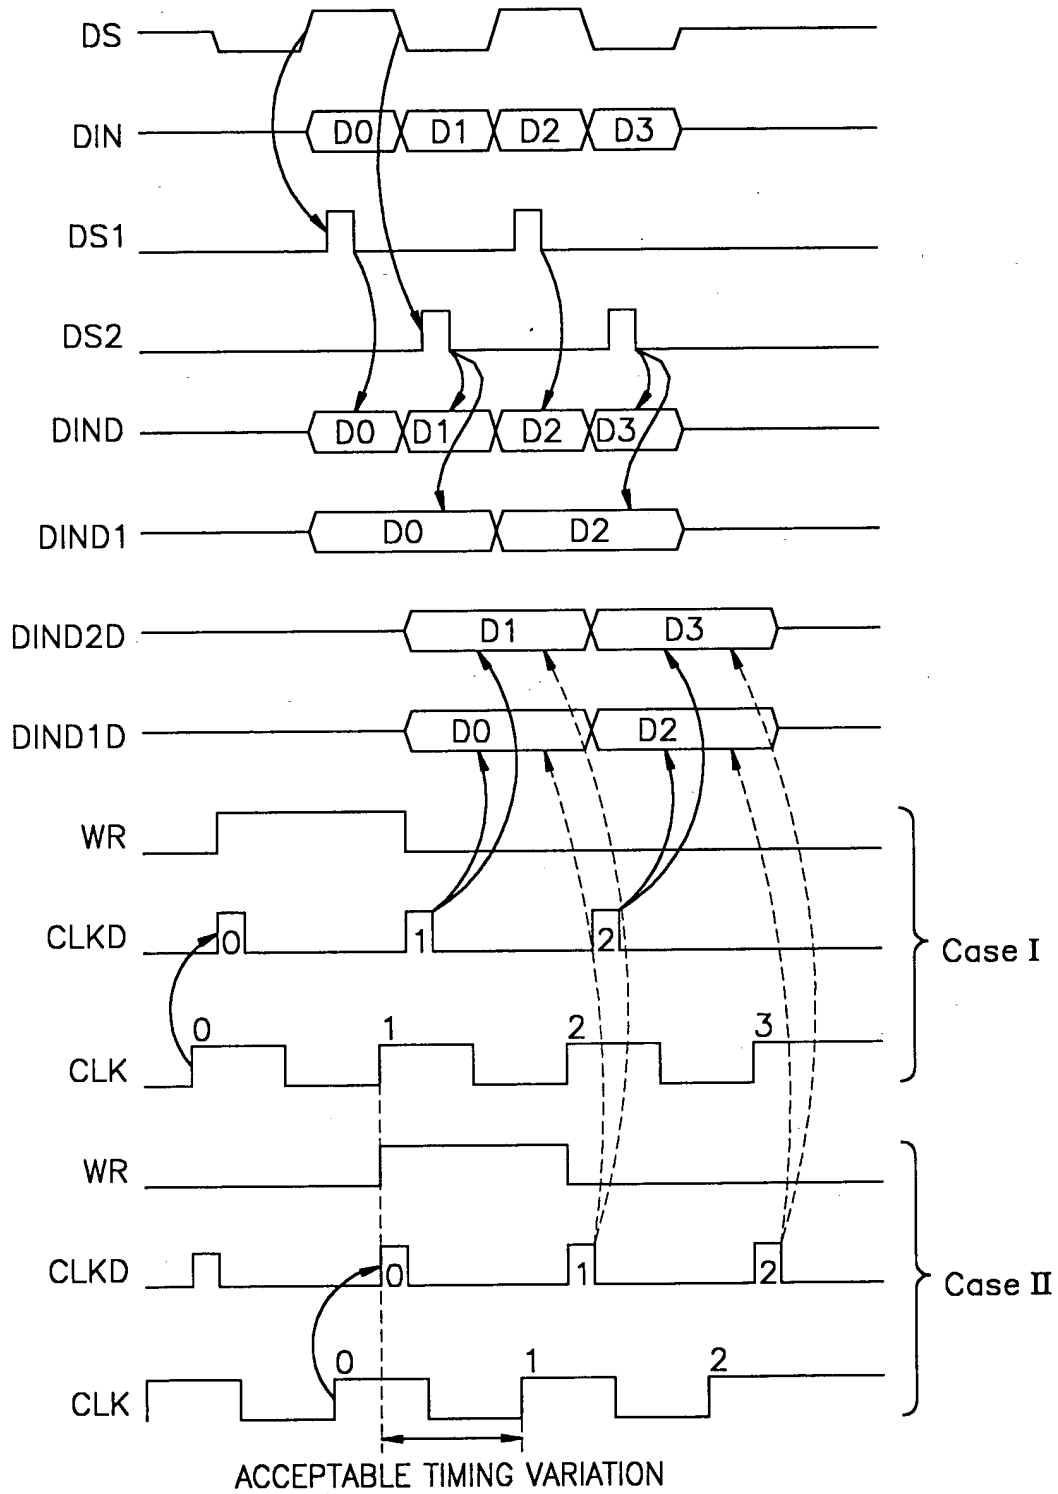 DS
DIN D0 D1 D2 D3
DS1
DS2
DIND D0 D1 D2 D3
DIND1 D0 D2
DIND2D D1 D3
DIND1D D0 D2
WR
CLKD 0 1 2
Case I
0 1 2 3
CLK
WR
CLKD 0 1 2
Case II
0 1 2
CLK
ACCEPTABLE TIMING VARIATION